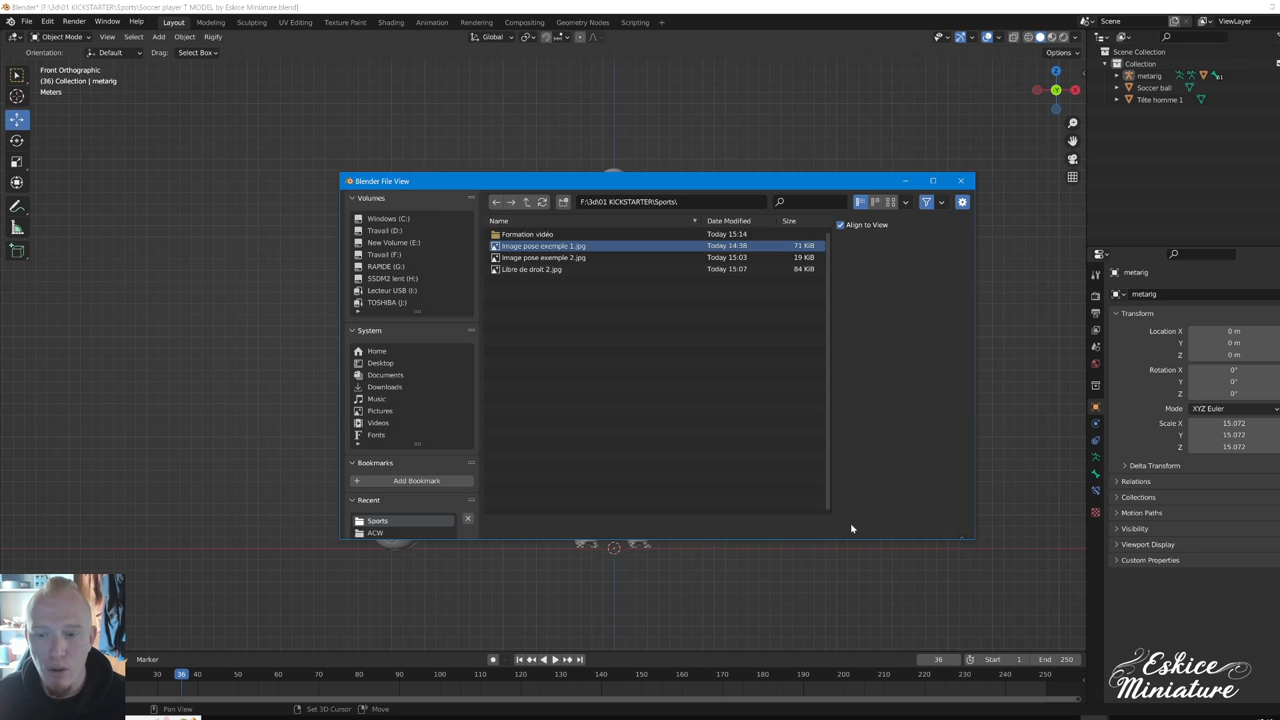 Blender* [F:\3d\01 KICKSTARTER\Sports\Soccer player T MODEL by Eskice Miniature.blend]
File Edit Render Window Help Layout Modeling Sculpting UV Editing Texture Paint Shading Animation Rendering Compositing Geometry Nodes Scripting + Scene ViewLayer
Object Mode View Select Add Object Rigify Global
Orientation: Default Drag: Select Box Options
Front Orthographic
(36) Collection | metarig
Meters
Z
Y
X
Scene Collection
Collection
metarig 81
Soccer ball
Tête homme 1
Blender File View
Volumes
Windows (C:)
Travail (D:)
New Volume (E:)
Travail (F:)
RAPIDE (G:)
SSDM2 lent (H:)
Lecteur USB (I:)
TOSHIBA (J:)
System
Home
Desktop
Documents
Downloads
Music
Pictures
Videos
Fonts
Bookmarks
Add Bookmark
Recent
Sports
ACW
F:\3d\01 KICKSTARTER\Sports\
Name Date Modified Size
Formation vidéo Today 15:14
Image pose exemple 1.jpg Today 14:38 71 KiB
Image pose exemple 2.jpg Today 15:03 19 KiB
Libre de droit 2.jpg Today 15:07 84 KiB
Align to View
metarig
metarig
Transform
Location X 0 m
Y 0 m
Z 0 m
Rotation X 0°
Y 0°
Z 0°
Mode XYZ Euler
Scale X 15.072
Y 15.072
Z 15.072
Delta Transform
Relations
Collections
Motion Paths
Visibility
Viewport Display
Custom Properties
Marker 36 Start 1 End 250
30 36 40 50 60 70 80 90 100 110 120 130 140 150 160 170 180 190 200 210 220 230 240 250
Pan View Set 3D Cursor Move
Eskice
Miniature